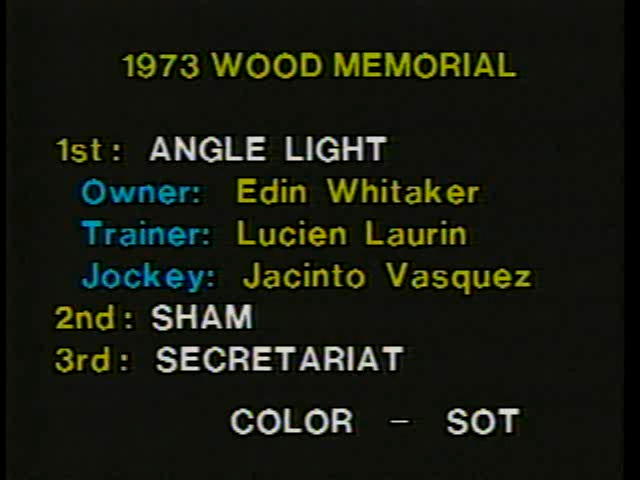 1973 WOOD MEMORIAL
1st: ANGLE LIGHT
Owner: Edin Whitaker
Trainer: Lucien Laurin
Jockey: Jacinto Vasquez
2nd: SHAM
3rd: SECRETARIAT
COLOR - SOT